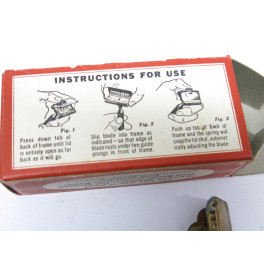 INSTRUCTIONS FOR USE
Fig. 1
Fig. 2
Fig. 3
Press down tab at
back of frame until lid
is entirely open as far
back as it will go.
Slip blade into frame as
indicated — so that edge of
blade rests under two guide
prongs in front of frame.
Push up tab at back of
frame and the spring will
snap the lid shut, automat
ically adjusting the blade